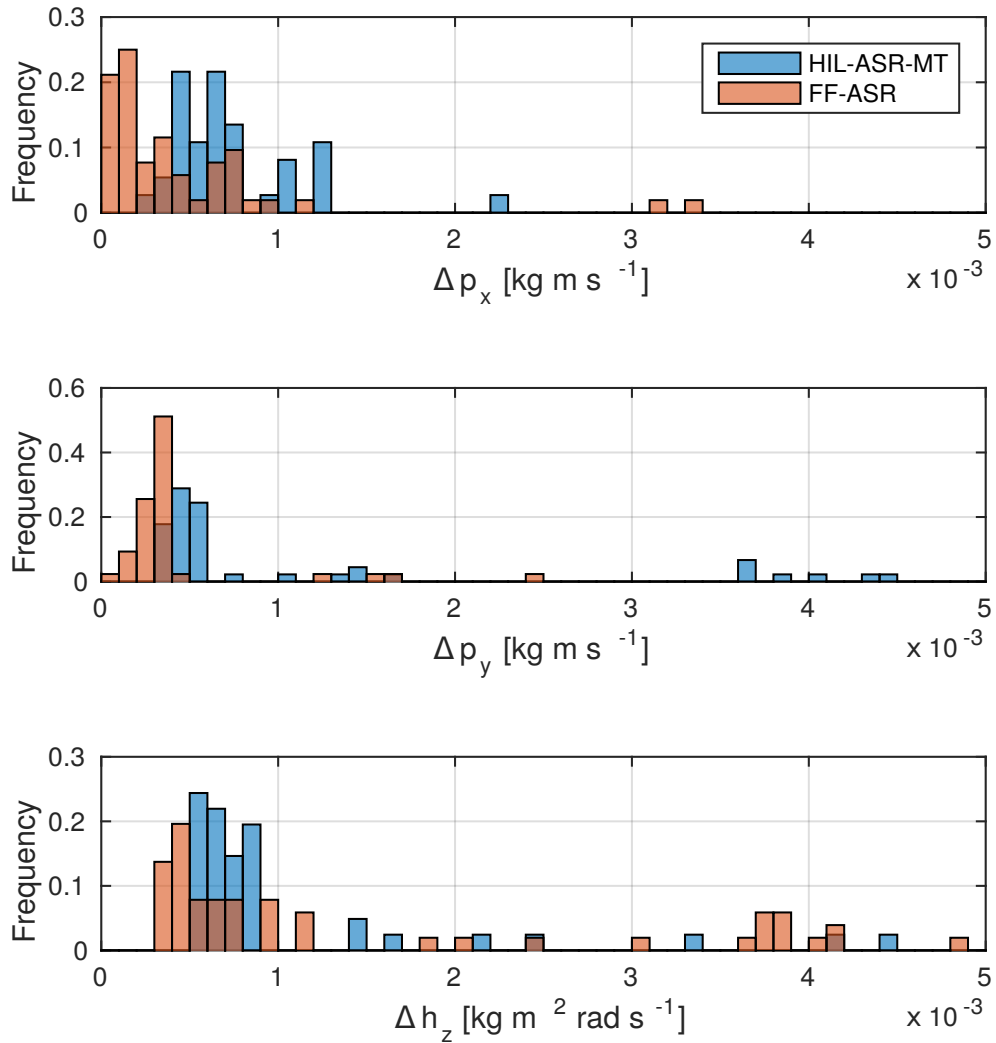 0.3
0.2
0.1
0
Frequency
HIL-ASR-MT
FF-ASR
0 1 2 3 4 5
Δ p_x [kg m s ^-1]
x 10 ^-3
0.6
0.4
0.2
0
Frequency
0 1 2 3 4 5
Δ p_y [kg m s ^-1]
x 10 ^-3
0.3
0.2
0.1
0
Frequency
0 1 2 3 4 5
Δ h_z [kg m ^2 rad s ^-1]
x 10 ^-3